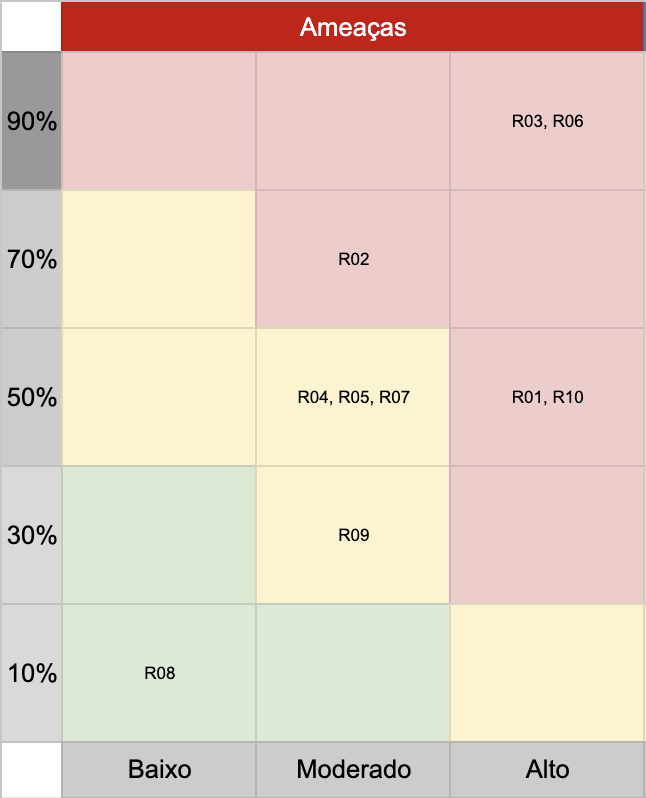 Ameaças
90%
R03, R06
70%
R02
50%
R04, R05, R07
R01, R10
30%
R09
10%
R08
Baixo
Moderado
Alto